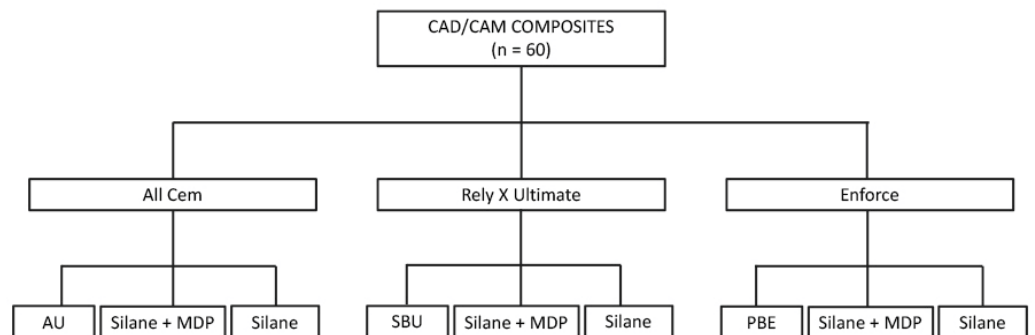 CAD/CAM COMPOSITES
(n = 60)
All Cem
Rely X Ultimate
Enforce
AU
Silane + MDP
Silane
SBU
Silane + MDP
Silane
PBE
Silane + MDP
Silane